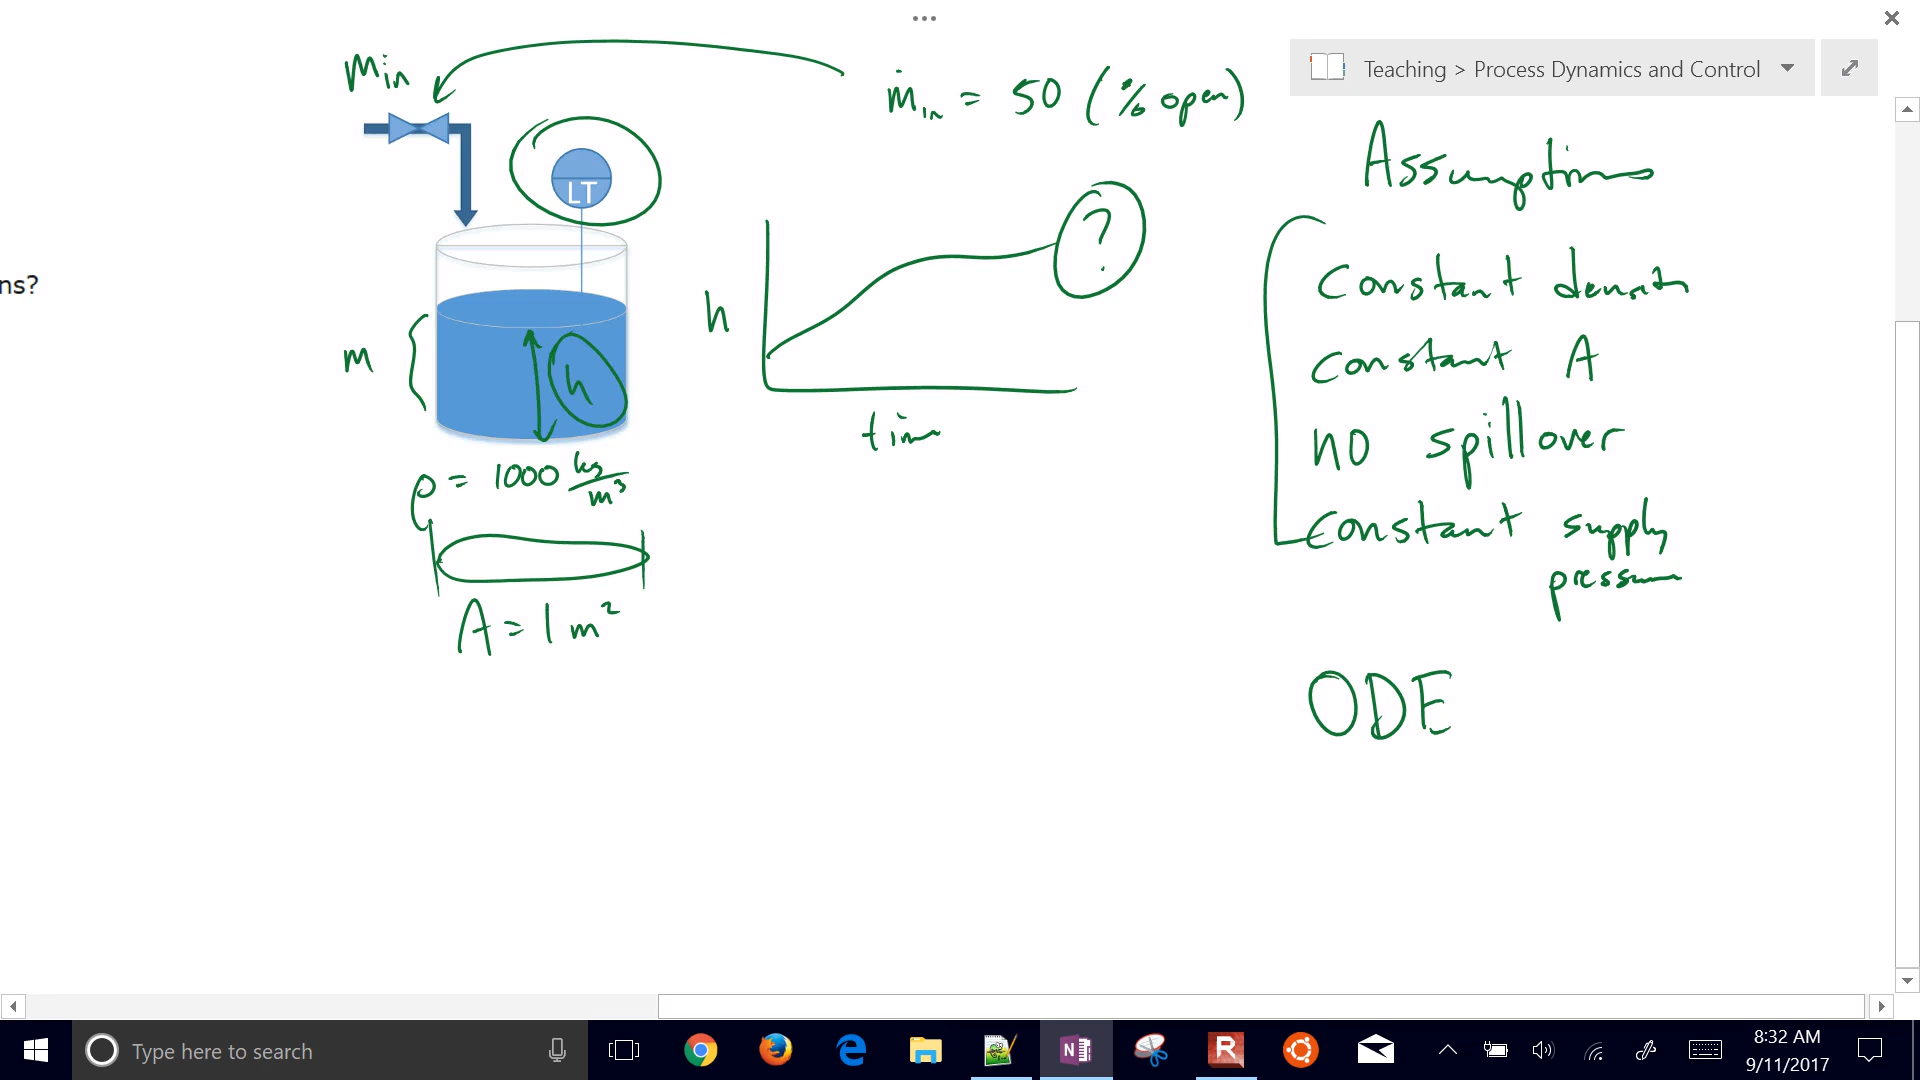 ...
ṁin = 50 (% open)
Min
Teaching > Process Dynamics and Control
Assumptions
LT
?
ns?
h
m
h
time
ρ = 1000 kg/m³
A = 1 m²
Constant density
Constant A
no spillover
Constant supply
pressure
ODE
Type here to search
8:32 AM
9/11/2017